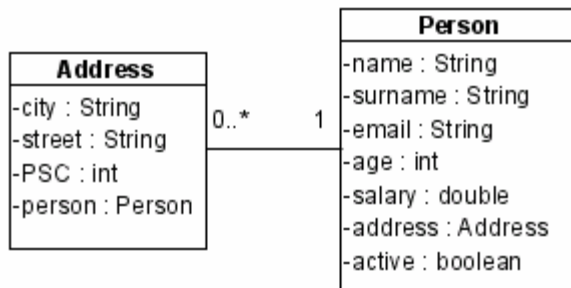 Address
-city : String
-street : String
-PSC : int
-person : Person
0..*
1
Person
-name : String
-surname : String
-email : String
-age : int
-salary : double
-address : Address
-active : boolean